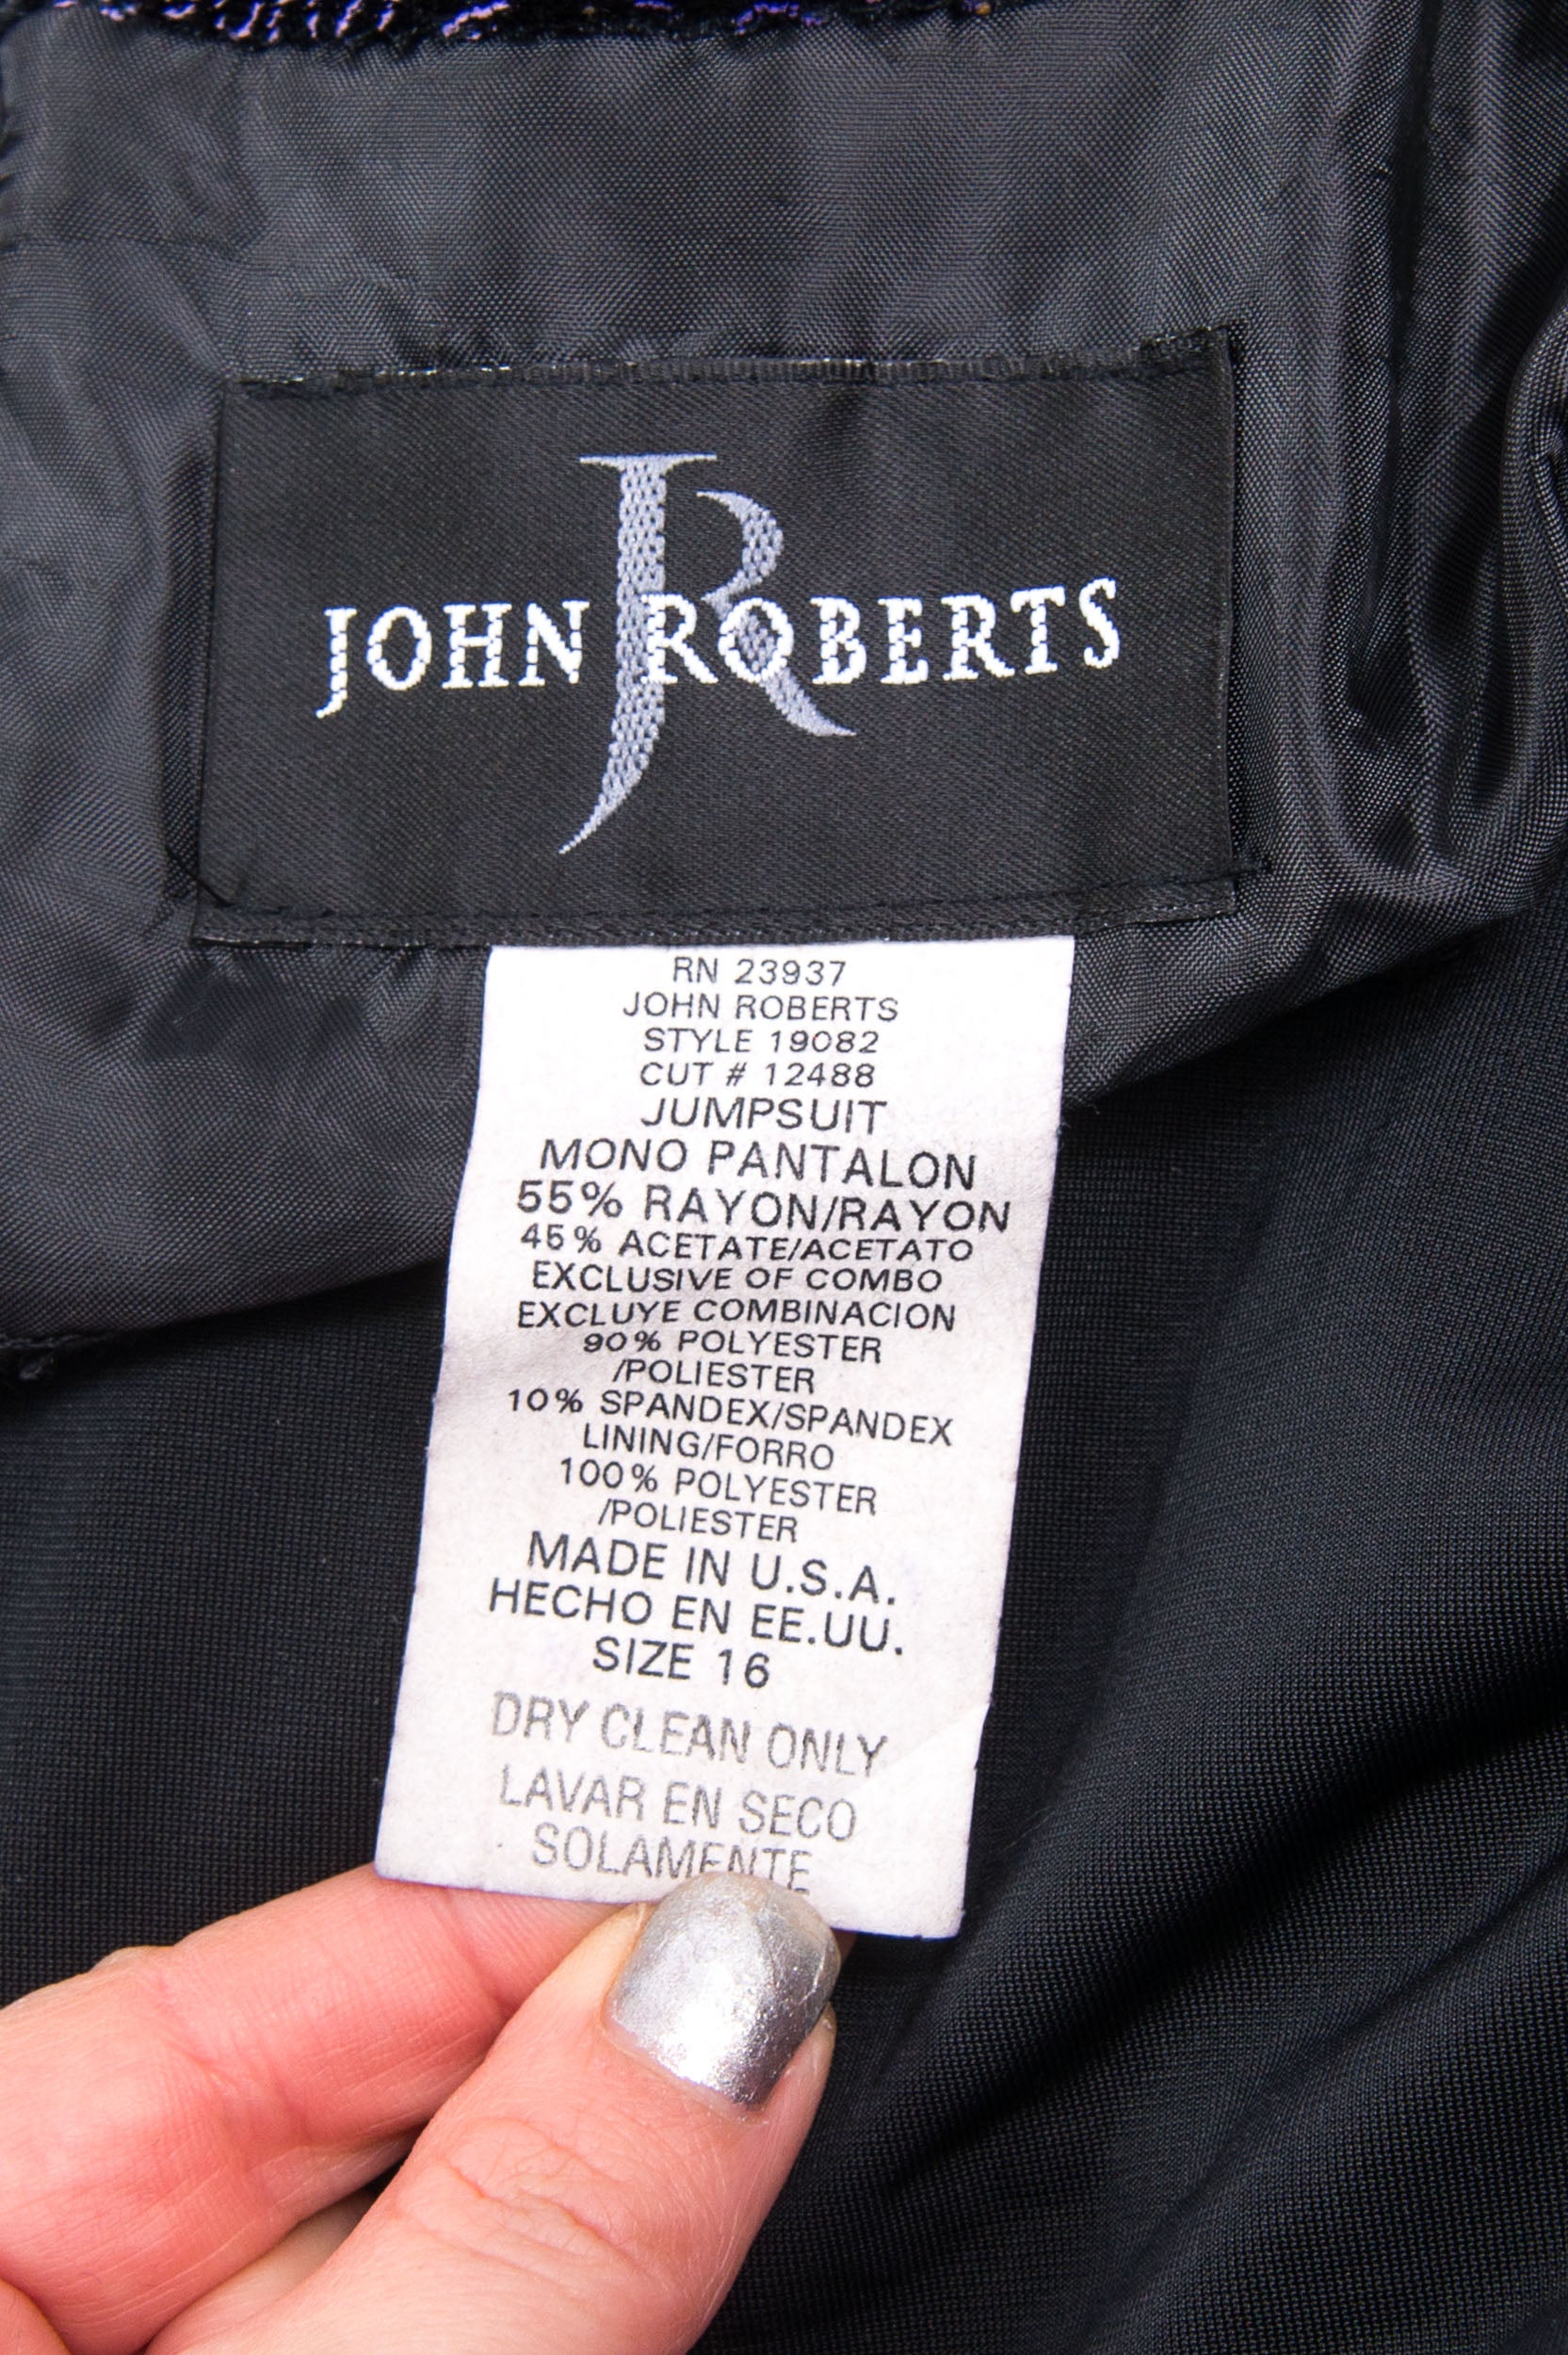 JR
JOHN ROBERTS
RN 23937
JOHN ROBERTS
STYLE 19082
CUT # 12488
JUMPSUIT
MONO PANTALON
55% RAYON/RAYON
45% ACETATE/ACETATO
EXCLUSIVE OF COMBO
EXCLUYE COMBINACION
90% POLYESTER
/POLIESTER
10% SPANDEX/SPANDEX
LINING/FORRO
100% POLYESTER
/POLIESTER
MADE IN U.S.A.
HECHO EN EE.UU.
SIZE 16
DRY CLEAN ONLY
LAVAR EN SECO
SOLAMENTE